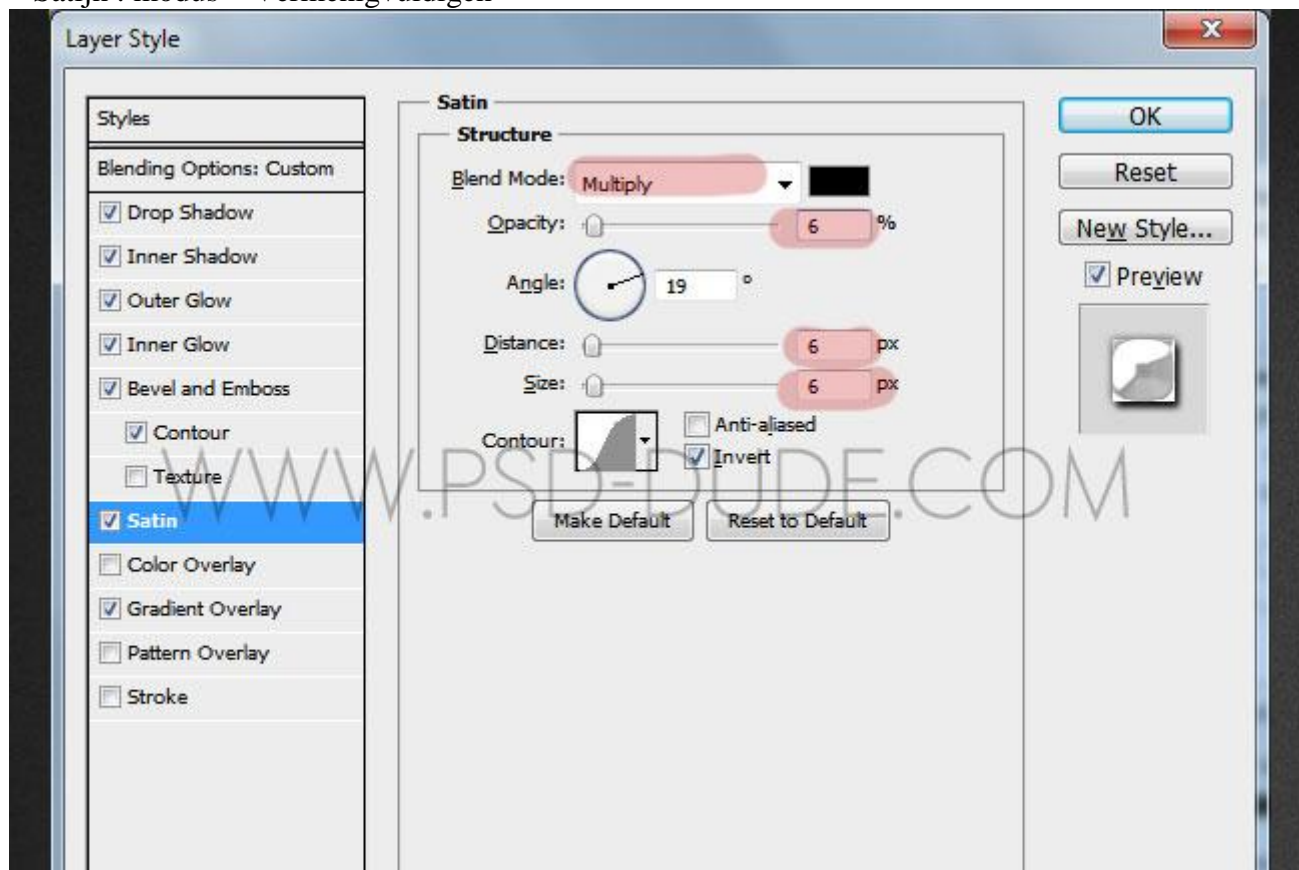 Layer Style
Styles
Blending Options: Custom
Drop Shadow
Inner Shadow
Outer Glow
Inner Glow
Bevel and Emboss
Contour
Texture
Satin
Color Overlay
Gradient Overlay
Pattern Overlay
Stroke
Satin
Structure
Blend Mode: Multiply
Opacity: 6 %
Angle: 19 °
Distance: 6 px
Size: 6 px
Contour:
Anti-aliased
Invert
Make Default Reset to Default
OK
Reset
New Style...
Preview
WWW.PSD-DUDE.COM